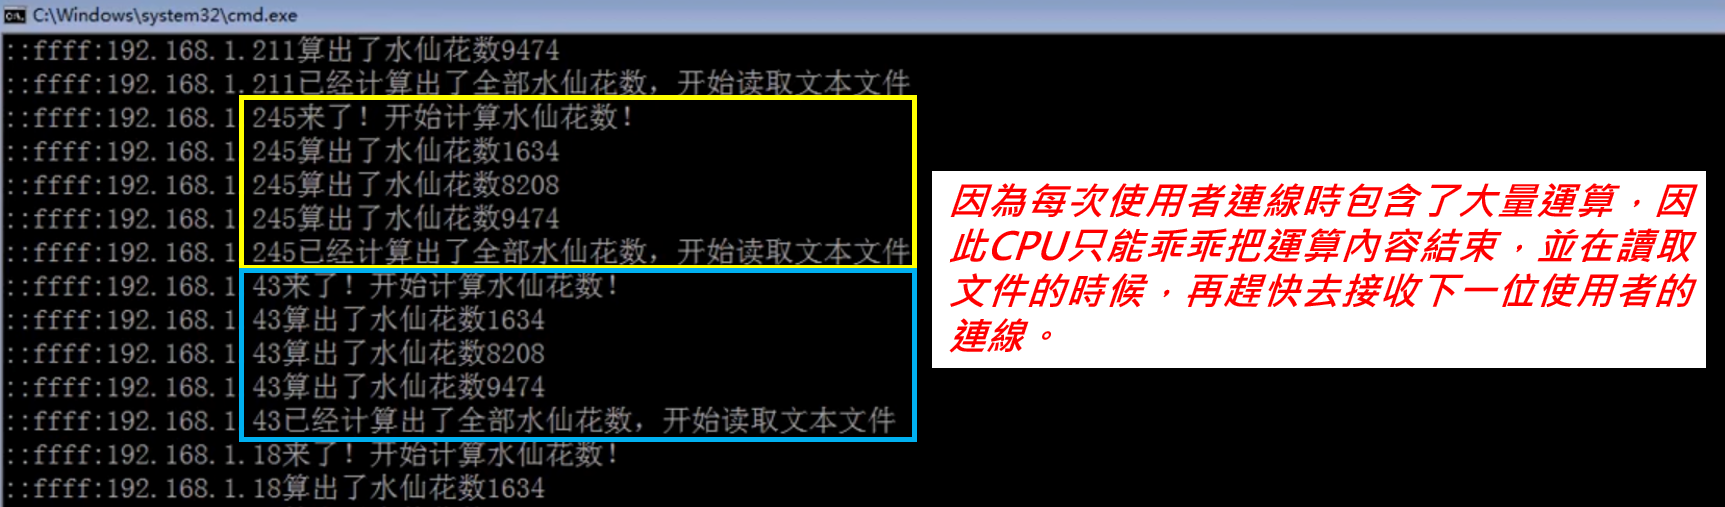 C:\Windows\system32\cmd.exe
::ffff:192.168.1.211算出了水仙花数9474
::ffff:192.168.1.211已经计算出了全部水仙花数，开始读取文本文件
::ffff:192.168.1 245来了！开始计算水仙花数！
::ffff:192.168.1 245算出了水仙花数1634
::ffff:192.168.1 245算出了水仙花数8208
::ffff:192.168.1 245算出了水仙花数9474
::ffff:192.168.1 245已经计算出了全部水仙花数，开始读取文本文件
::ffff:192.168.1 43来了！开始计算水仙花数！
::ffff:192.168.1 43算出了水仙花数1634
::ffff:192.168.1 43算出了水仙花数8208
::ffff:192.168.1 43算出了水仙花数9474
::ffff:192.168.1 43已经计算出了全部水仙花数，开始读取文本文件
::ffff:192.168.1.18来了！开始计算水仙花数！
::ffff:192.168.1.18算出了水仙花数1634
因為每次使用者連線時包含了大量運算，因
此CPU只能乖乖把運算內容結束，並在讀取
文件的時候，再趕快去接收下一位使用者的
連線。